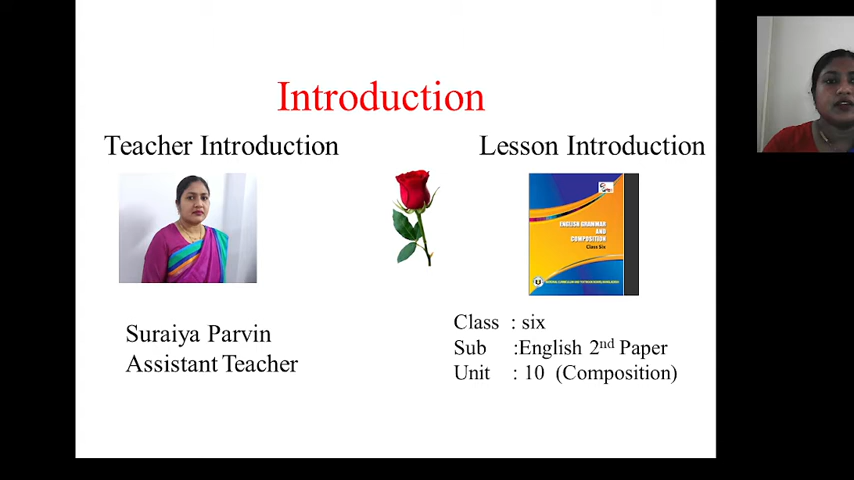 Introduction
Teacher Introduction
Lesson Introduction
ENGLISH GRAMMAR
AND
COMPOSITION
Class Six
Suraiya Parvin
Assistant Teacher
Class : six
Sub :English 2nd Paper
Unit : 10 (Composition)